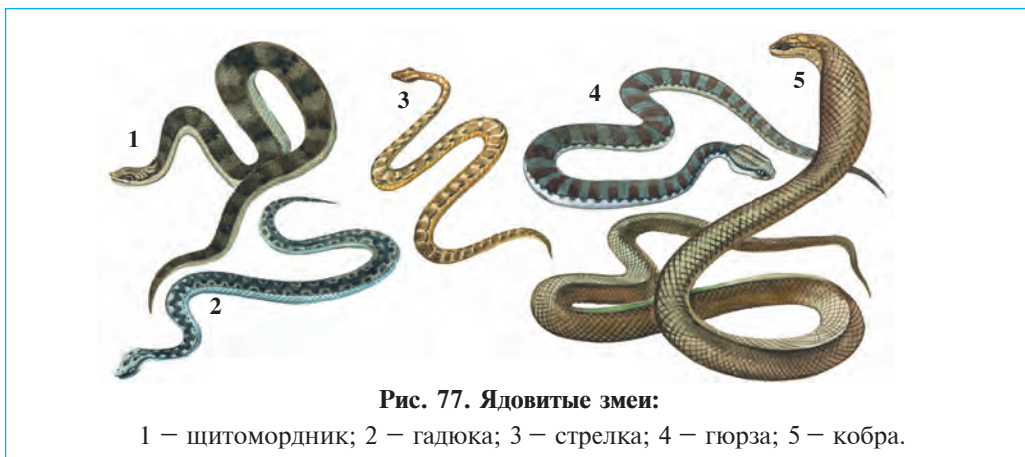 1
2
3
4
5
Рис. 77. Ядовитые змеи:
1 – щитомордник; 2 – гадюка; 3 – стрелка; 4 – гюрза; 5 – кобра.